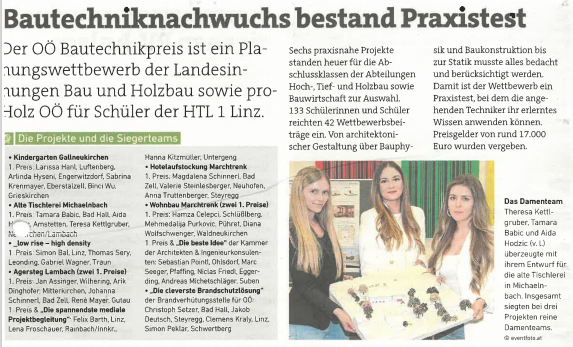 Bautechniknachwuchs bestand Praxistest
Der OÖ Bautechnikpreis ist ein Pla-
nungswettbewerb der Landesin-
nungen Bau und Holzbau sowie pro-
Holz OÖ für Schüler der HTL 1 Linz.
Die Projekte und die Siegerteams
• Kindergarten Gallneukirchen
1. Preis: Larissa Hanl, Luftenberg,
Arlinda Hyseni, Engerwitzdorf, Sabrina
Krenmayer, Eberstalzell, Binci Wu,
Grieskirchen
• Alte Tischlerei Michaelnbach
1. Preis: Tamara Babic, Bad Hall, Aida
Amstetten, Teresa Kettlgruber,
kirchen/Lambach
• „low rise – high density
1. Preis: Simon Bal, Linz, Thomas Sery,
Leonding, Gabriel Wagner, Traun
• Agersteg Lambach (zwei 1. Preise)
1. Preis: Jan Assinger, Wilhering, Arik
Dinghofer, Mitterkirchen, Johanna
Schinnerl, Bad Zell, René Mayer, Gutau
1. Preis & „Die spannendste mediale
Projektbegleitung": Felix Barth, Linz,
Lena Froschauer, Rainbach/Innkr.,
Hanna Kitzmüller, Untergeng
• Hotelaufstockung Marchtrenk
1. Preis: Magdalena Schinnerl, Bad
Zell, Valerie Steinlesberger, Neuhofen,
Anna Truttenberger, Steyregg
• Wohnbau Marchtrenk (zwei 1. Preise)
1. Preis: Hamza Celepci, Schlüßlberg,
Mehmedalija Purkovic, Pühret, Diana
Wolfschwenger, Waldneukirchen
1. Preis & „Die beste Idee" der Kammer
der Architekten & Ingenieurkonsulen-
ten: Sebastian Pointl, Ohlsdorf, Marc
Seeger, Pfaffing, Niclas Friedl, Egger-
ding, Andreas Michetschläger, Suben
• „Die cleverste Brandschutzlösung"
der Brandverhütungsstelle für OÖ:
Christoph Setzer, Bad Hall, Jakob
Deutsch, Steyregg, Clemens Kraly, Linz,
Simon Peklar, Schwertberg
Sechs praxisnahe Projekte
standen heuer für die Ab-
schlussklassen der Abteilungen
Hoch-, Tief- und Holzbau sowie
Bauwirtschaft zur Auswahl.
133 Schülerinnen und Schüler
reichten 42 Wettbewerbsbei-
träge ein. Von architektoni-
scher Gestaltung über Bauphy-
sik und Baukonstruktion bis
zur Statik musste alles bedacht
und berücksichtigt werden.
Damit ist der Wettbewerb ein
Praxistest, bei dem die ange-
henden Techniker ihr erlerntes
Wissen anwenden können.
Preisgelder von rund 17.000
Euro wurden vergeben.
Das Damenteam
Theresa Kettl-
gruber, Tamara
Babic und Aida
Hodzic (v. l.)
überzeugte mit
ihrem Entwurf für
die alte Tischlerei
in Michaeln-
bach. Insgesamt
siegten bei drei
Projekten reine
Damenteams.
© eventfoto.at